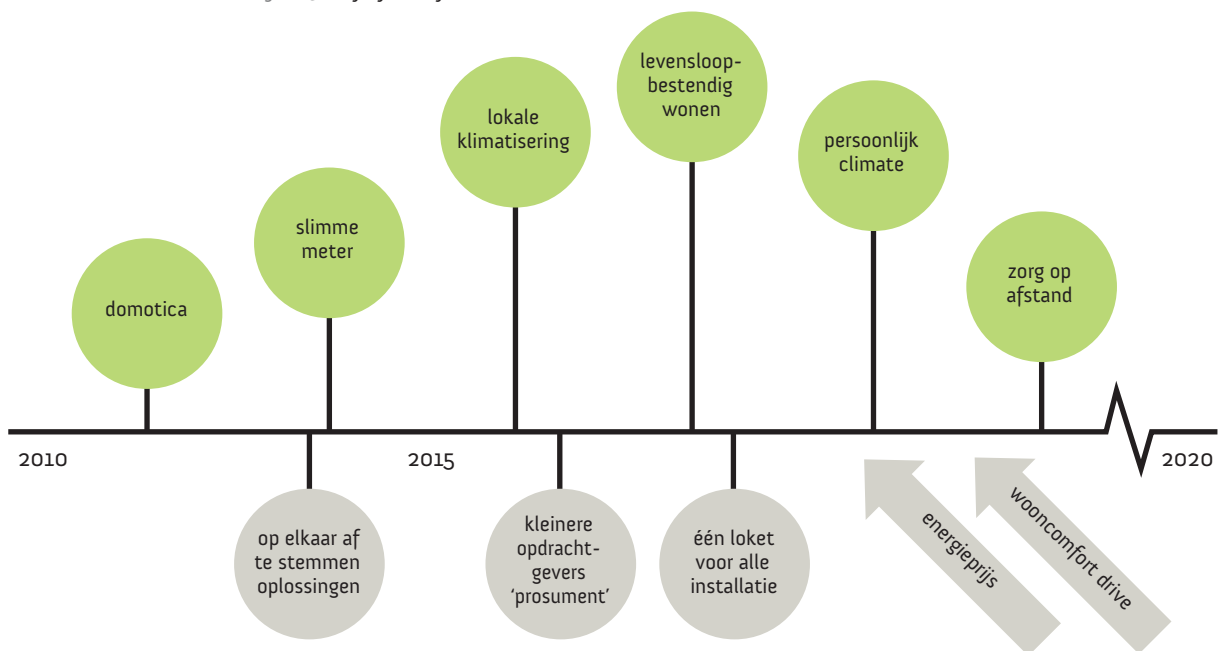 levensloop-
bestendig
wonen
lokale
klimatisering
persoonlijk
climate
slimme
meter
zorg op
afstand
domotica
2010
2015
2020
op elkaar af
te stemmen
oplossingen
kleinere
opdracht-
gevers
‘prosument’
één loket
voor alle
installatie
energieprijs
wooncomfort drive